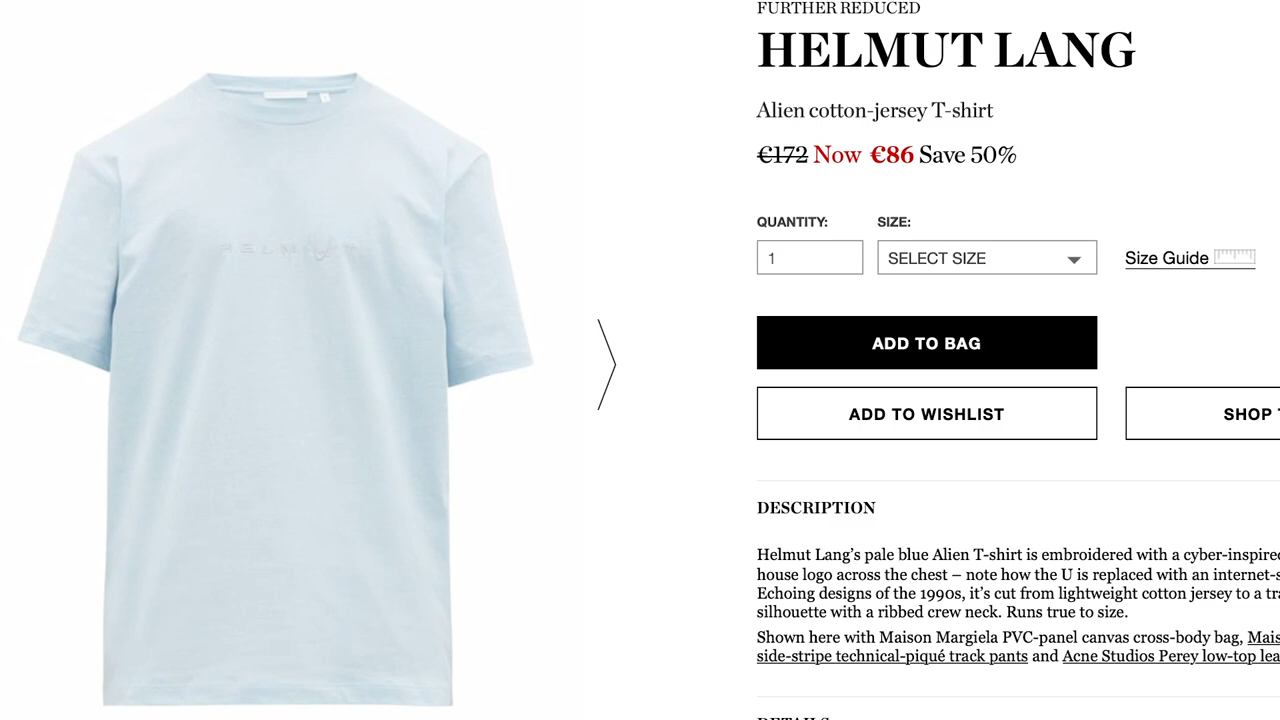 FURTHER REDUCED
HELMUT LANG
Alien cotton-jersey T-shirt
€172 Now €86 Save 50%
QUANTITY: SIZE:
1 SELECT SIZE Size Guide
ADD TO BAG
ADD TO WISHLIST SHOP
DESCRIPTION
Helmut Lang's pale blue Alien T-shirt is embroidered with a cyber-inspired
house logo across the chest – note how the U is replaced with an internet-s
Echoing designs of the 1990s, it's cut from lightweight cotton jersey to a tra
silhouette with a ribbed crew neck. Runs true to size.
Shown here with Maison Margiela PVC-panel canvas cross-body bag, Mais
side-stripe technical-piqué track pants and Acne Studios Perey low-top lea
DETAILS